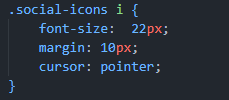 .social-icons i {
    font-size:  22px;
    margin: 10px;
    cursor: pointer;
}